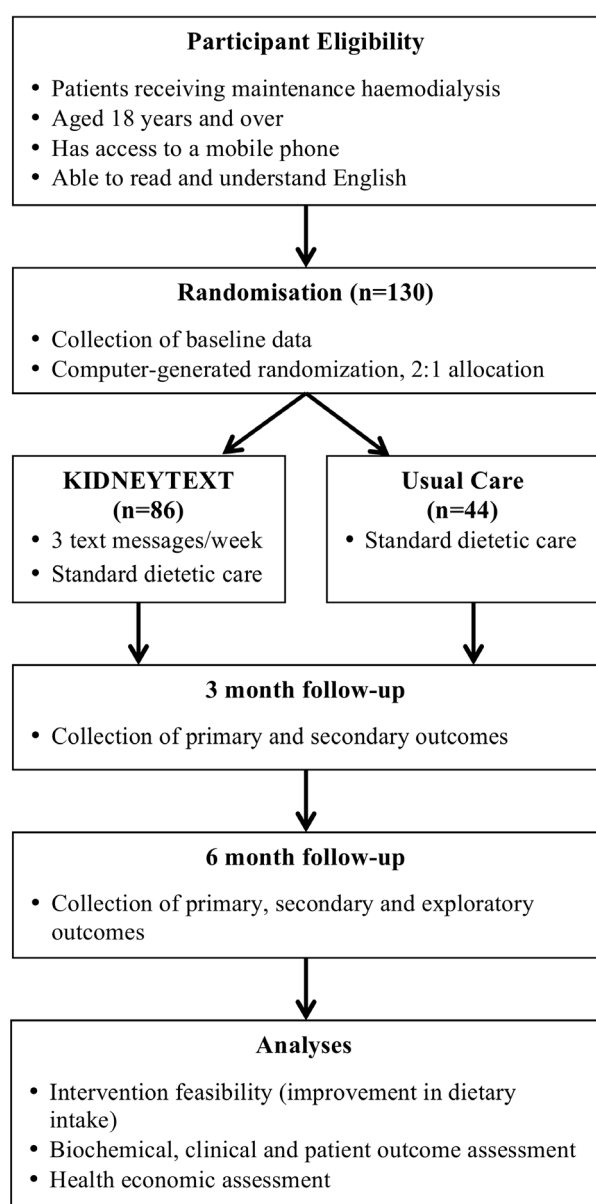 Participant Eligibility
• Patients receiving maintenance haemodialysis
• Aged 18 years and over
• Has access to a mobile phone
• Able to read and understand English
Randomisation (n=130)
• Collection of baseline data
• Computer-generated randomization, 2:1 allocation
KIDNEYTEXT
(n=86)
• 3 text messages/week
• Standard dietetic care
Usual Care
(n=44)
• Standard dietetic care
3 month follow-up
• Collection of primary and secondary outcomes
6 month follow-up
• Collection of primary, secondary and exploratory
outcomes
Analyses
• Intervention feasibility (improvement in dietary
intake)
• Biochemical, clinical and patient outcome assessment
• Health economic assessment